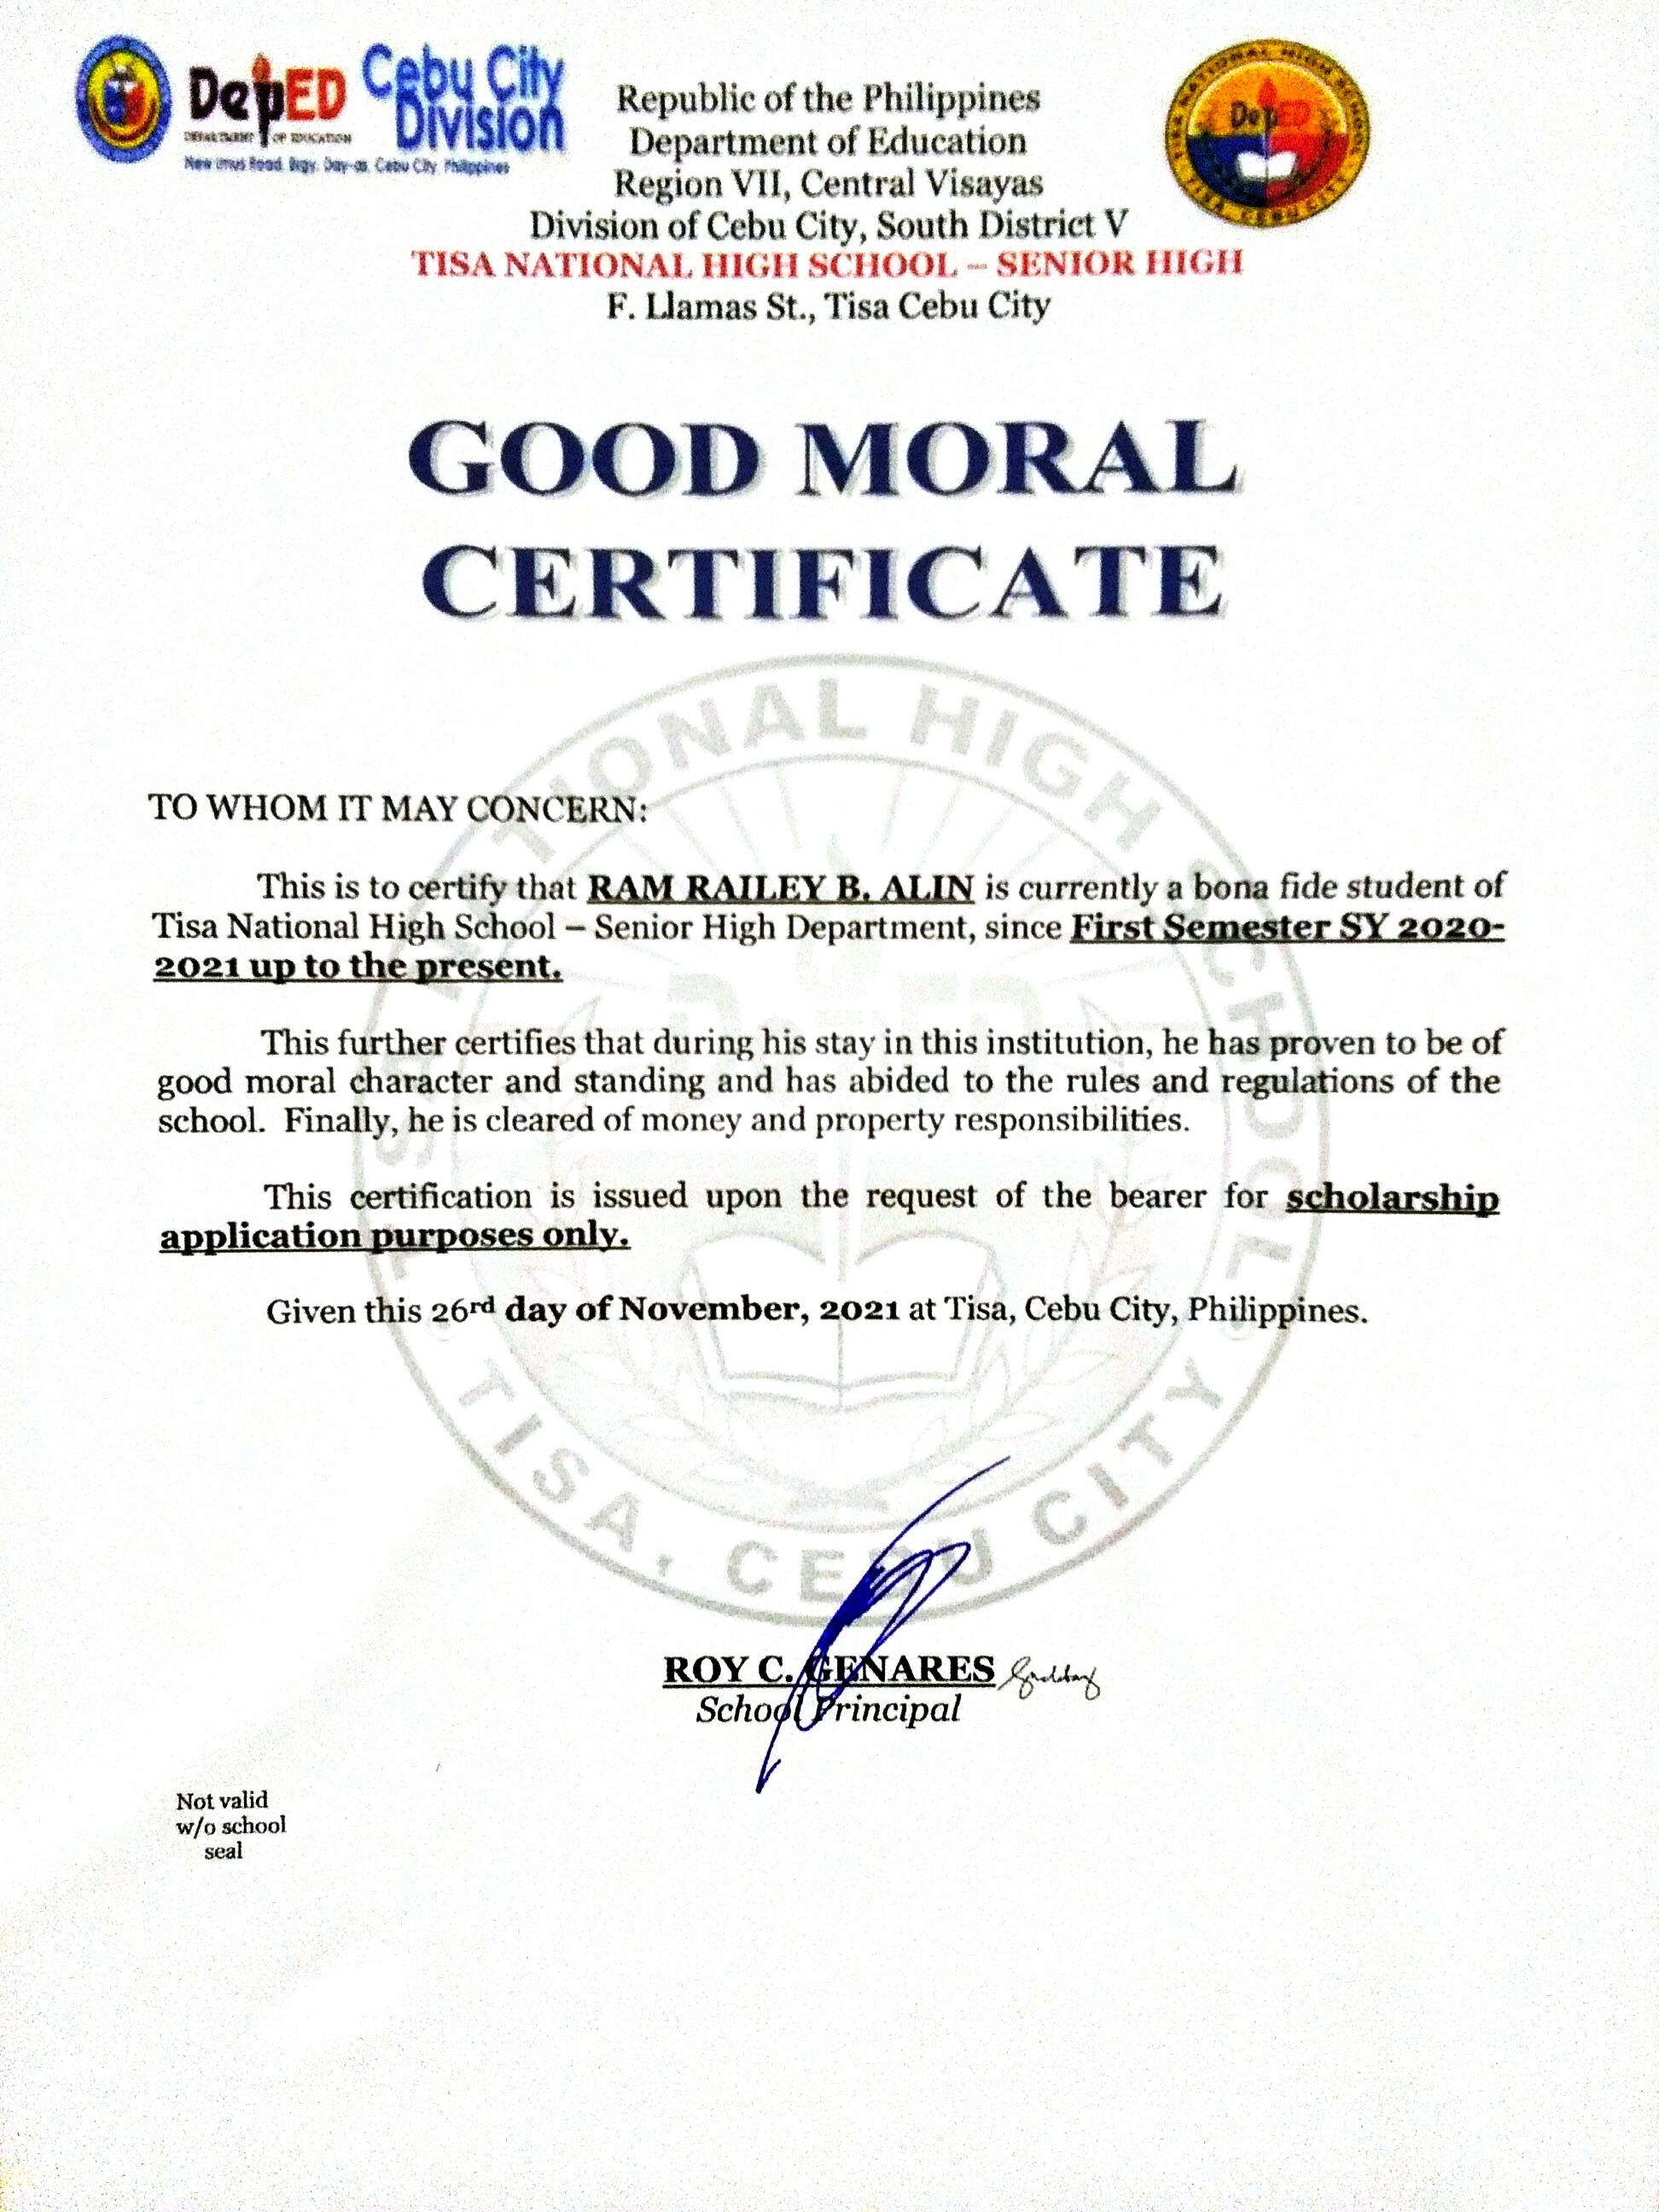 DepED
DEPARTMENT OF EDUCATION
Cebu City
Division
New Imus Road, Brgy. Day-as, Cebu City, Philippines
Republic of the Philippines
Department of Education
Region VII, Central Visayas
Division of Cebu City, South District V
TISA NATIONAL HIGH SCHOOL – SENIOR HIGH
F. Llamas St., Tisa Cebu City
TISA NATIONAL HIGH SCHOOL
DepED
TISA, CEBU CITY
GOOD MORAL
CERTIFICATE
TISA NATIONAL HIGH SCHOOL
DepED
TISA, CEBU CITY
TO WHOM IT MAY CONCERN:
This is to certify that RAM RAILEY B. ALIN is currently a bona fide student of
Tisa National High School – Senior High Department, since First Semester SY 2020-
2021 up to the present.
This further certifies that during his stay in this institution, he has proven to be of
good moral character and standing and has abided to the rules and regulations of the
school. Finally, he is cleared of money and property responsibilities.
This certification is issued upon the request of the bearer for scholarship
application purposes only.
Given this 26rd day of November, 2021 at Tisa, Cebu City, Philippines.
ROY C. GENARES
School Principal
Not valid
w/o school
seal